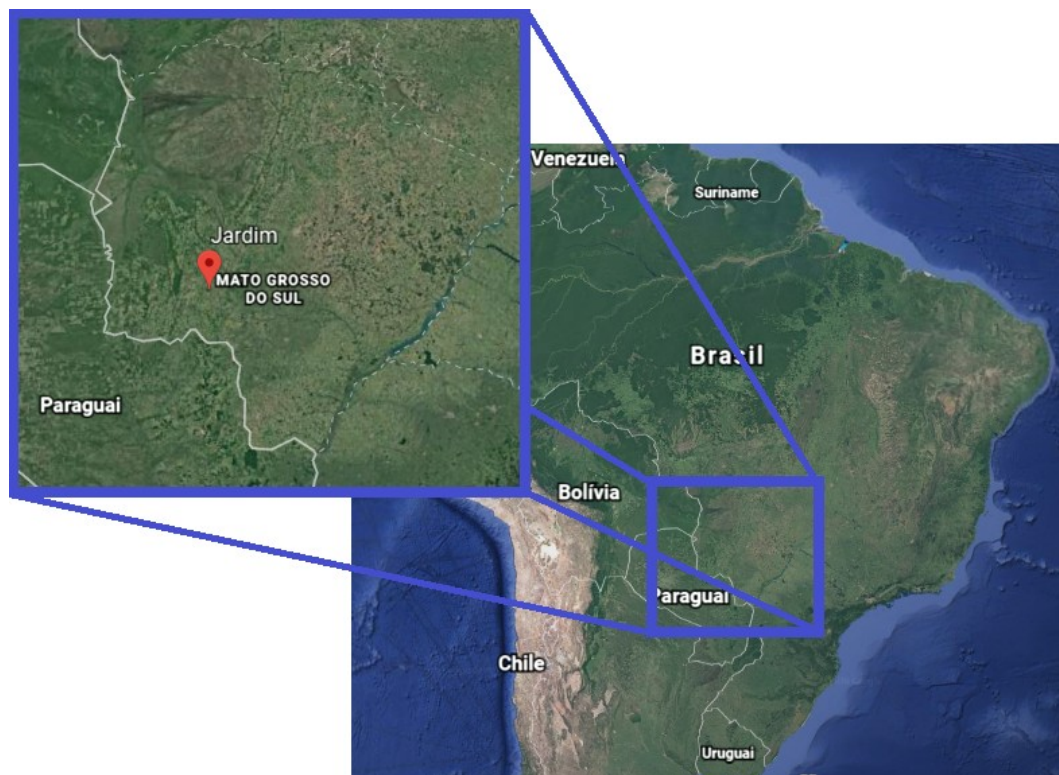 Jardim
MATO GROSSO
DO SUL
Paraguai
Venezuela
Suriname
Brasil
Bolívia
Paraguai
Chile
Uruguai